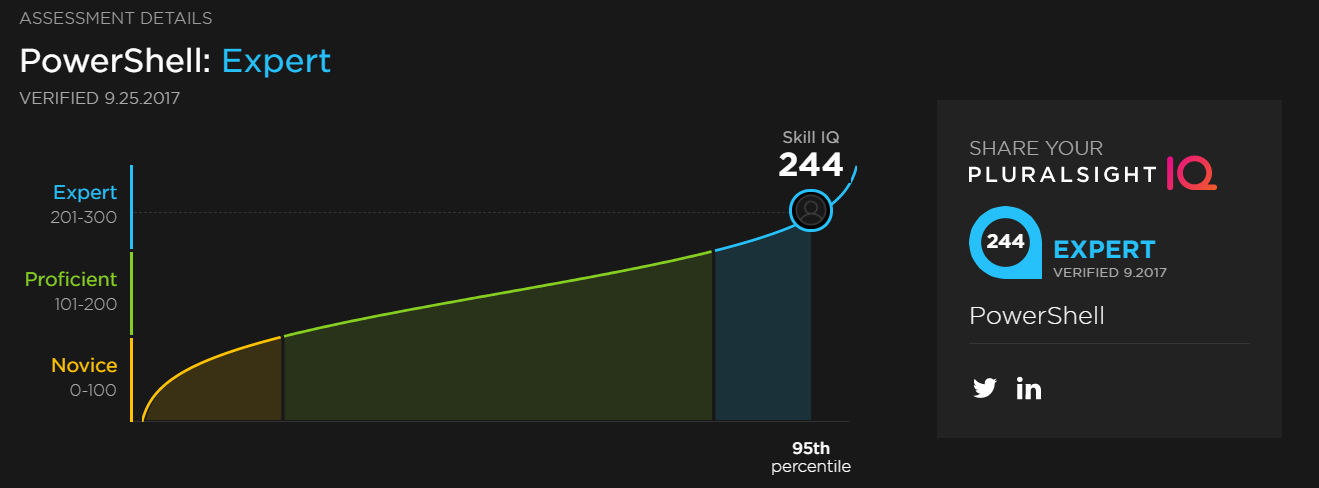 ASSESSMENT DETAILS
PowerShell: Expert
VERIFIED 9.25.2017
Skill IQ
244
Expert
201-300
Proficient
101-200
Novice
0-100
95th
percentile
SHARE YOUR
PLURALSIGHT IQ
244 EXPERT
VERIFIED 9.2017
PowerShell
in